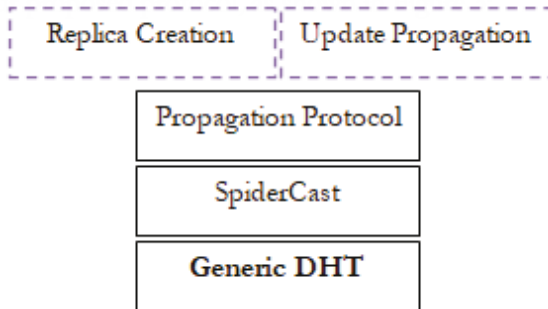 Replica Creation
Update Propagation
Propagation Protocol
SpiderCast
Generic DHT